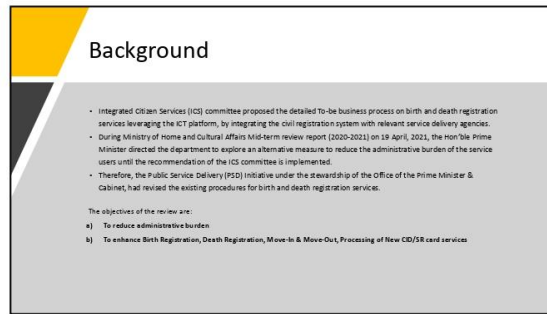 Background
• Integrated Citizen Services (ICS) committee proposed the detailed To-be business process on birth and death registration
services leveraging the ICT platform, by integrating the civil registration system with relevant service delivery agencies.
• During Ministry of Home and Cultural Affairs Mid-term review report (2020-2021) on 19 April, 2021, the Hon'ble Prime
Minister directed the department to explore an alternative measure to reduce the administrative burden of the service
users until the recommendation of the ICS committee is implemented.
• Therefore, the Public Service Delivery (PSD) Initiative under the stewardship of the Office of the Prime Minister &
Cabinet, had revised the existing procedures for birth and death registration services.
The objectives of the review are:
a) To reduce administrative burden
b) To enhance Birth Registration, Death Registration, Move-In & Move-Out, Processing of New CID/SR card services